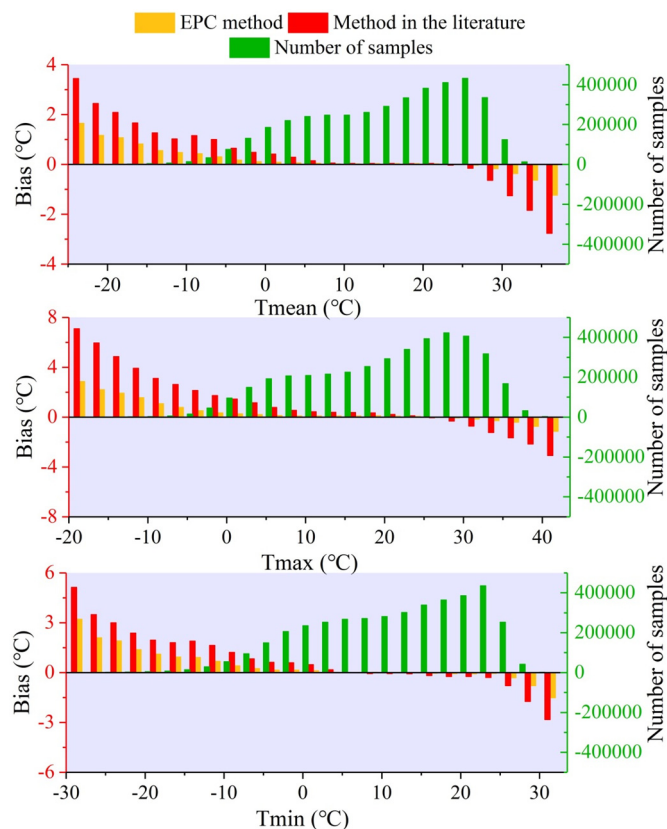 EPC method Method in the literature
Number of samples
4
2
0
-2
-4
Bias (℃)
400000
200000
0
-200000
-400000
Number of samples
-20 -10 0 10 20 30
Tmean (℃)
8
4
0
-4
-8
Bias (℃)
400000
200000
0
-200000
-400000
Number of samples
-20 -10 0 10 20 30 40
Tmax (℃)
6
3
0
-3
-6
Bias (℃)
400000
200000
0
-200000
-400000
Number of samples
-30 -20 -10 0 10 20 30
Tmin (℃)